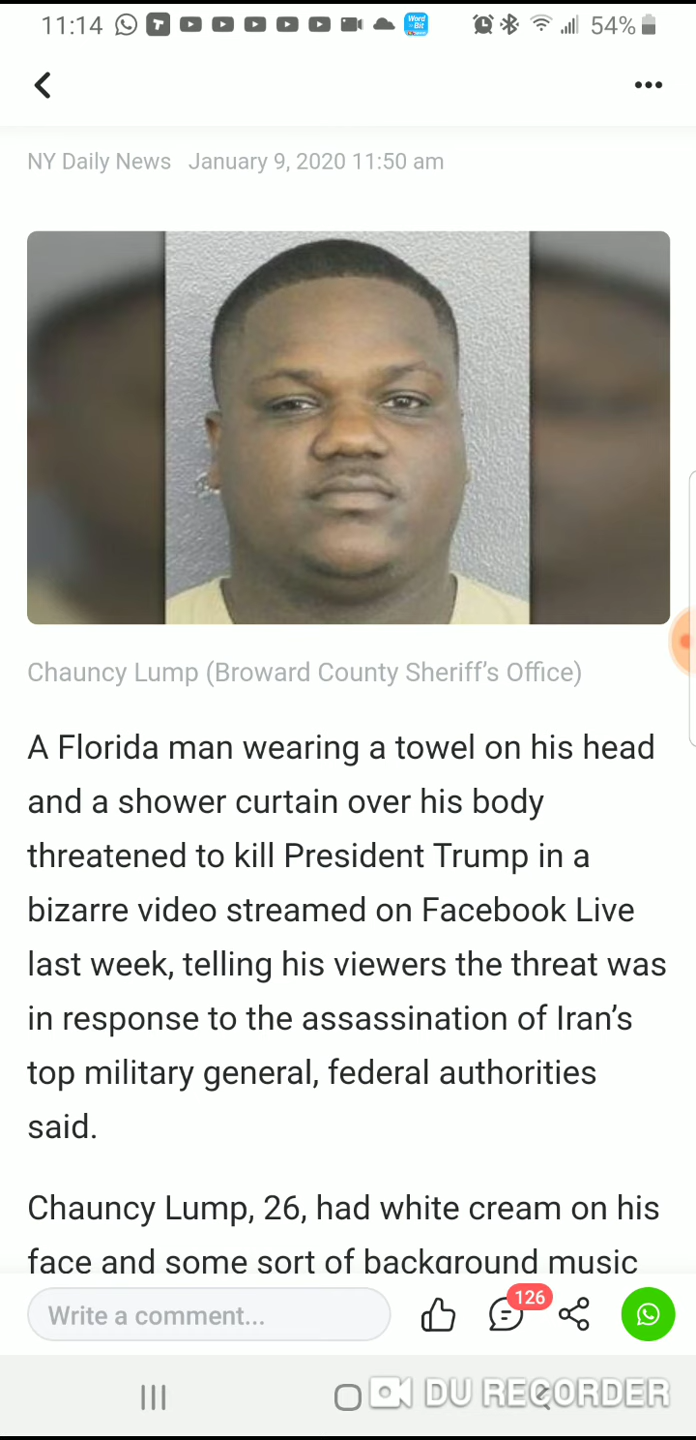 11:14
Word
Bit
54%
NY Daily News January 9, 2020 11:50 am
Chauncy Lump (Broward County Sheriff's Office)
A Florida man wearing a towel on his head
and a shower curtain over his body
threatened to kill President Trump in a
bizarre video streamed on Facebook Live
last week, telling his viewers the threat was
in response to the assassination of Iran's
top military general, federal authorities
said.
Chauncy Lump, 26, had white cream on his
face and some sort of background music
Write a comment...
126
DU RECORDER